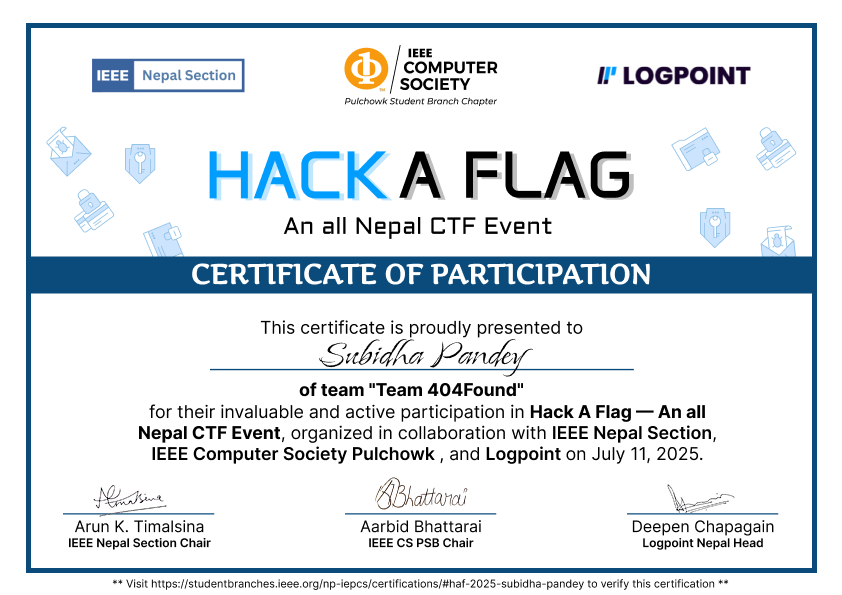 IEEE Nepal Section
IEEE
COMPUTER
SOCIETY
Pulchowk Student Branch Chapter
LOGPOINT
HACK A FLAG
An all Nepal CTF Event
CERTIFICATE OF PARTICIPATION
This certificate is proudly presented to
Subidha Pandey
of team "Team 404Found"
for their invaluable and active participation in Hack A Flag — An all
Nepal CTF Event, organized in collaboration with IEEE Nepal Section,
IEEE Computer Society Pulchowk , and Logpoint on July 11, 2025.
ABhattarai
Arun K. Timalsina
IEEE Nepal Section Chair
Aarbid Bhattarai
IEEE CS PSB Chair
Deepen Chapagain
Logpoint Nepal Head
** Visit https://studentbranches.ieee.org/np-iepcs/certifications/#haf-2025-subidha-pandey to verify this certification **